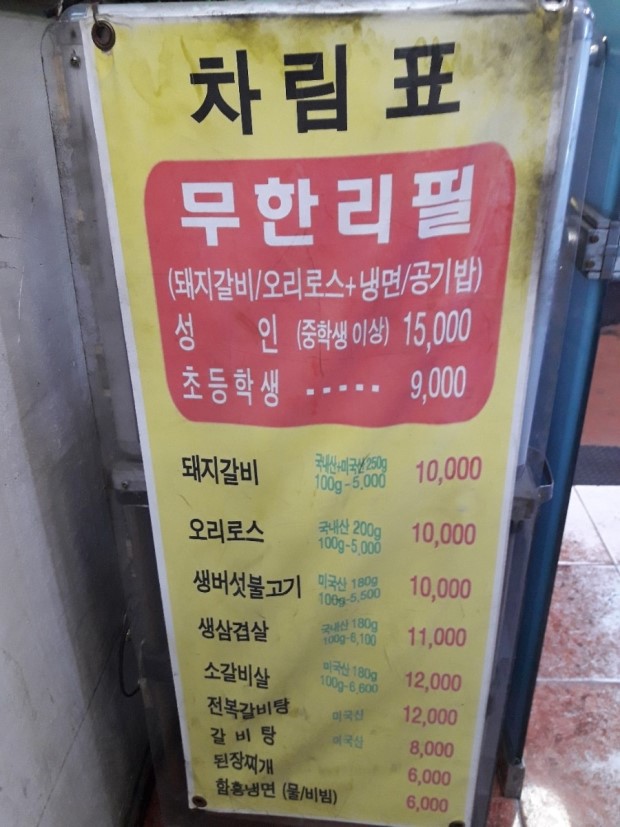 차림표
무한리필
(돼지갈비/오리로스+냉면/공기밥)
성 인 (중학생 이상) 15,000
초등학생 ····· 9,000
돼지갈비 국내산+미국산 250g 10,000
100g-5,000
오리로스 국내산 200g 10,000
100g-5,000
생버섯불고기 미국산 180g 10,000
100g-5,500
생삼겹살 국내산 180g 11,000
100g-6,100
소갈비살 미국산 180g 12,000
100g-6,600
전복갈비탕 미국산 12,000
갈비탕 미국산 8,000
된장찌개 6,000
함흥냉면 (물/비빔) 6,000